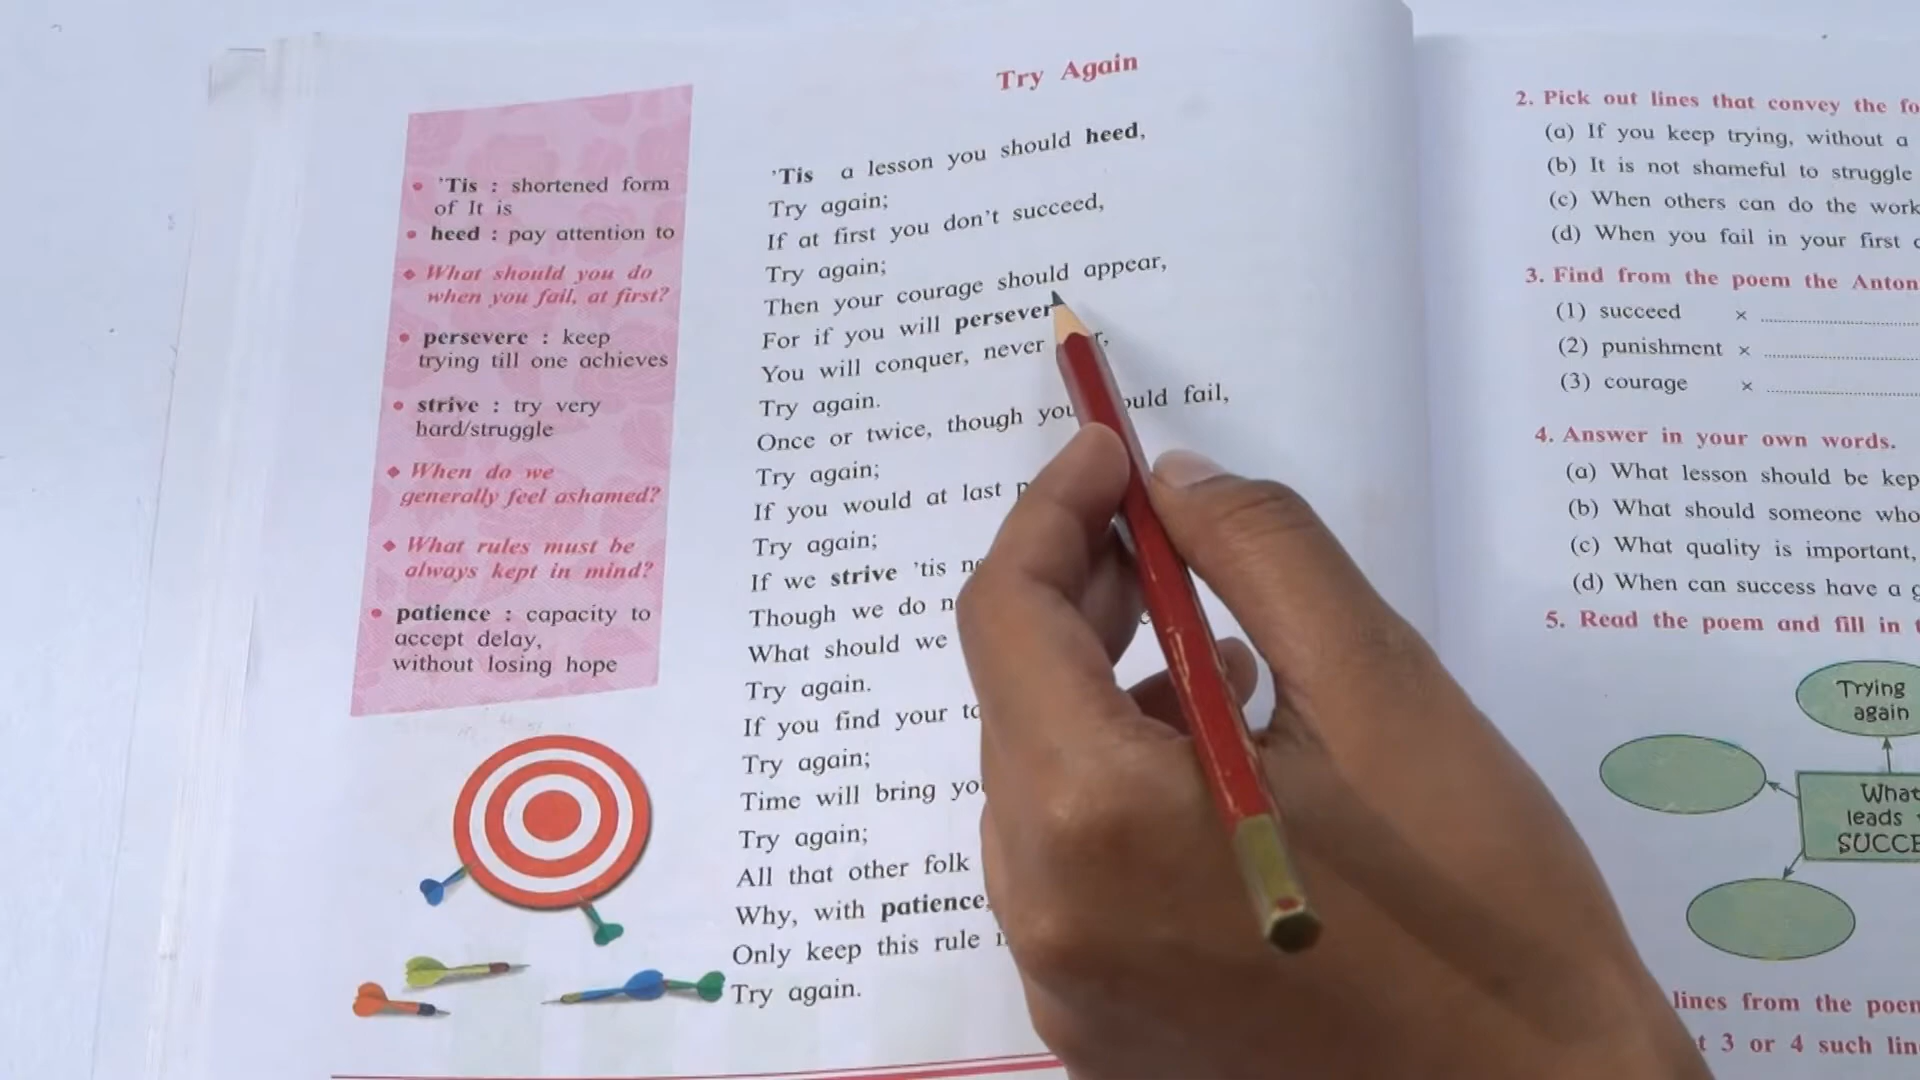 Try Again
• 'Tis : shortened form
of It is
• heed : pay attention to
◆ What should you do
when you fail, at first?
• persevere : keep
trying till one achieves
• strive : try very
hard/struggle
◆ When do we
generally feel ashamed?
◆ What rules must be
always kept in mind?
• patience : capacity to
accept delay,
without losing hope
'Tis a lesson you should heed,
Try again;
If at first you don't succeed,
Try again;
Then your courage should appear,
For if you will persever
You will conquer, never
Try again.
Once or twice, though you ould fail,
Try again;
If you would at last
Try again;
If we strive 'tis
Though we do
What should we
Try again.
If you find your
Try again;
Time will bring
Try again;
All that other folk
Why, with patience,
Only keep this rule
Try again.
2. Pick out lines that convey the fo
(a) If you keep trying, without a
(b) It is not shameful to struggle
(c) When others can do the work
(d) When you fail in your first
3. Find from the poem the Anton
(1) succeed ×
(2) punishment ×
(3) courage ×
4. Answer in your own words.
(a) What lesson should be kep
(b) What should someone who
(c) What quality is important,
(d) When can success have a g
5. Read the poem and fill in t
Trying
again
What
leads
SUCCE
lines from the poem
t 3 or 4 such lin